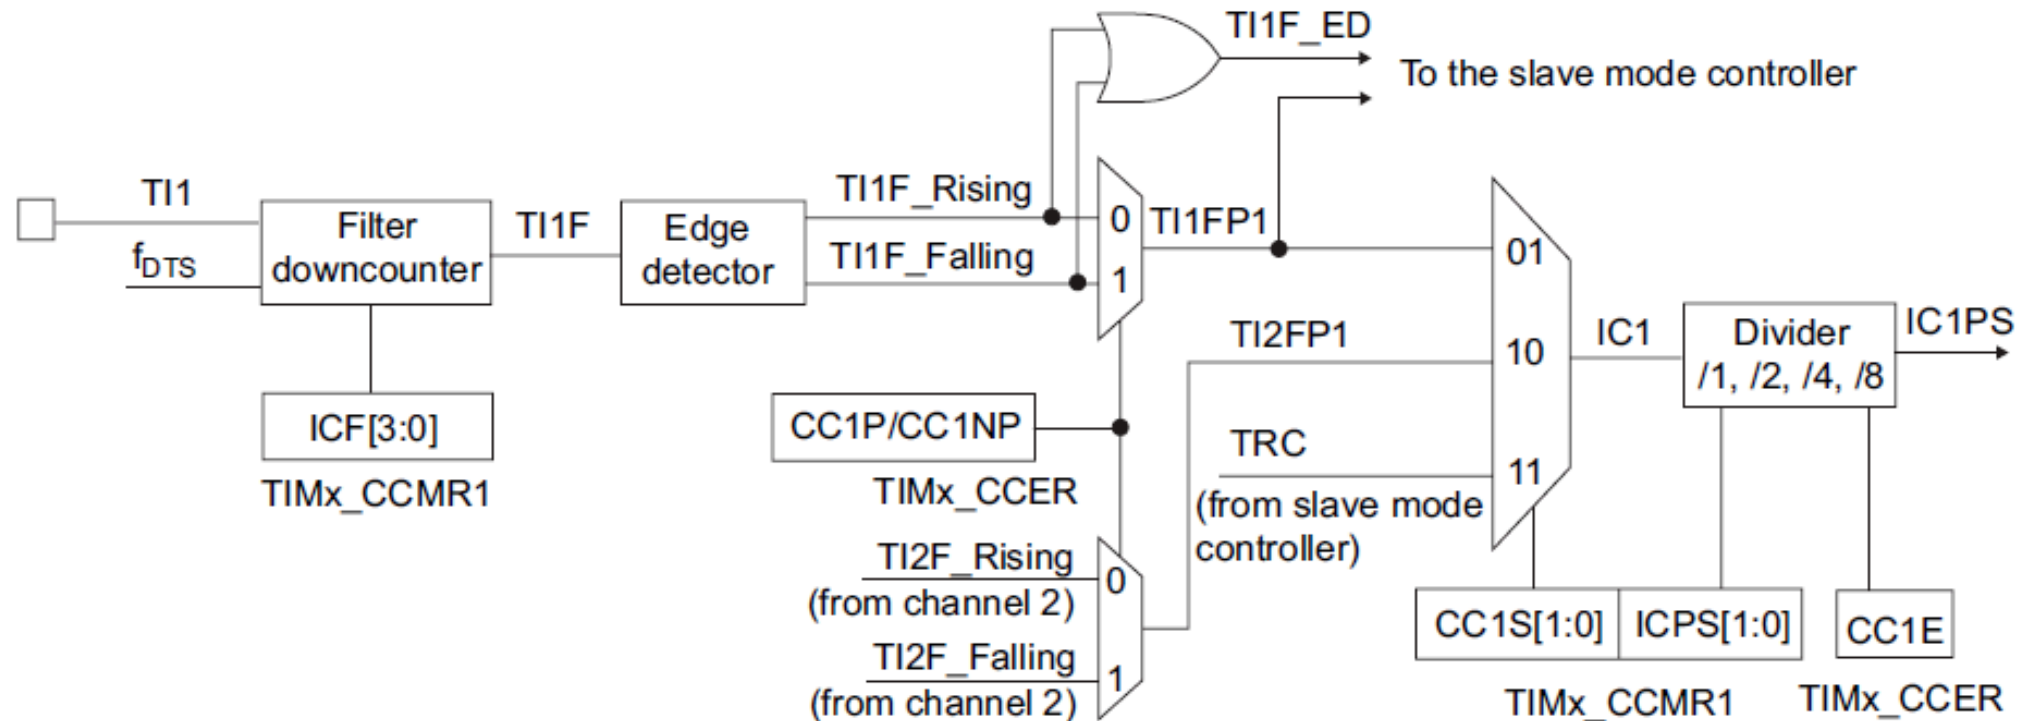 TI1F_ED
To the slave mode controller
TI1
f_DTS
Filter
downcounter
TI1F
Edge
detector
TI1F_Rising
TI1F_Falling
0
1
TI1FP1
01
10
11
TI2FP1
TRC
(from slave mode
controller)
IC1
Divider
/1, /2, /4, /8
IC1PS
ICF[3:0]
TIMx_CCMR1
CC1P/CC1NP
TIMx_CCER
TI2F_Rising
(from channel 2)
TI2F_Falling
(from channel 2)
0
1
CC1S[1:0]
ICPS[1:0]
TIMx_CCMR1
CC1E
TIMx_CCER